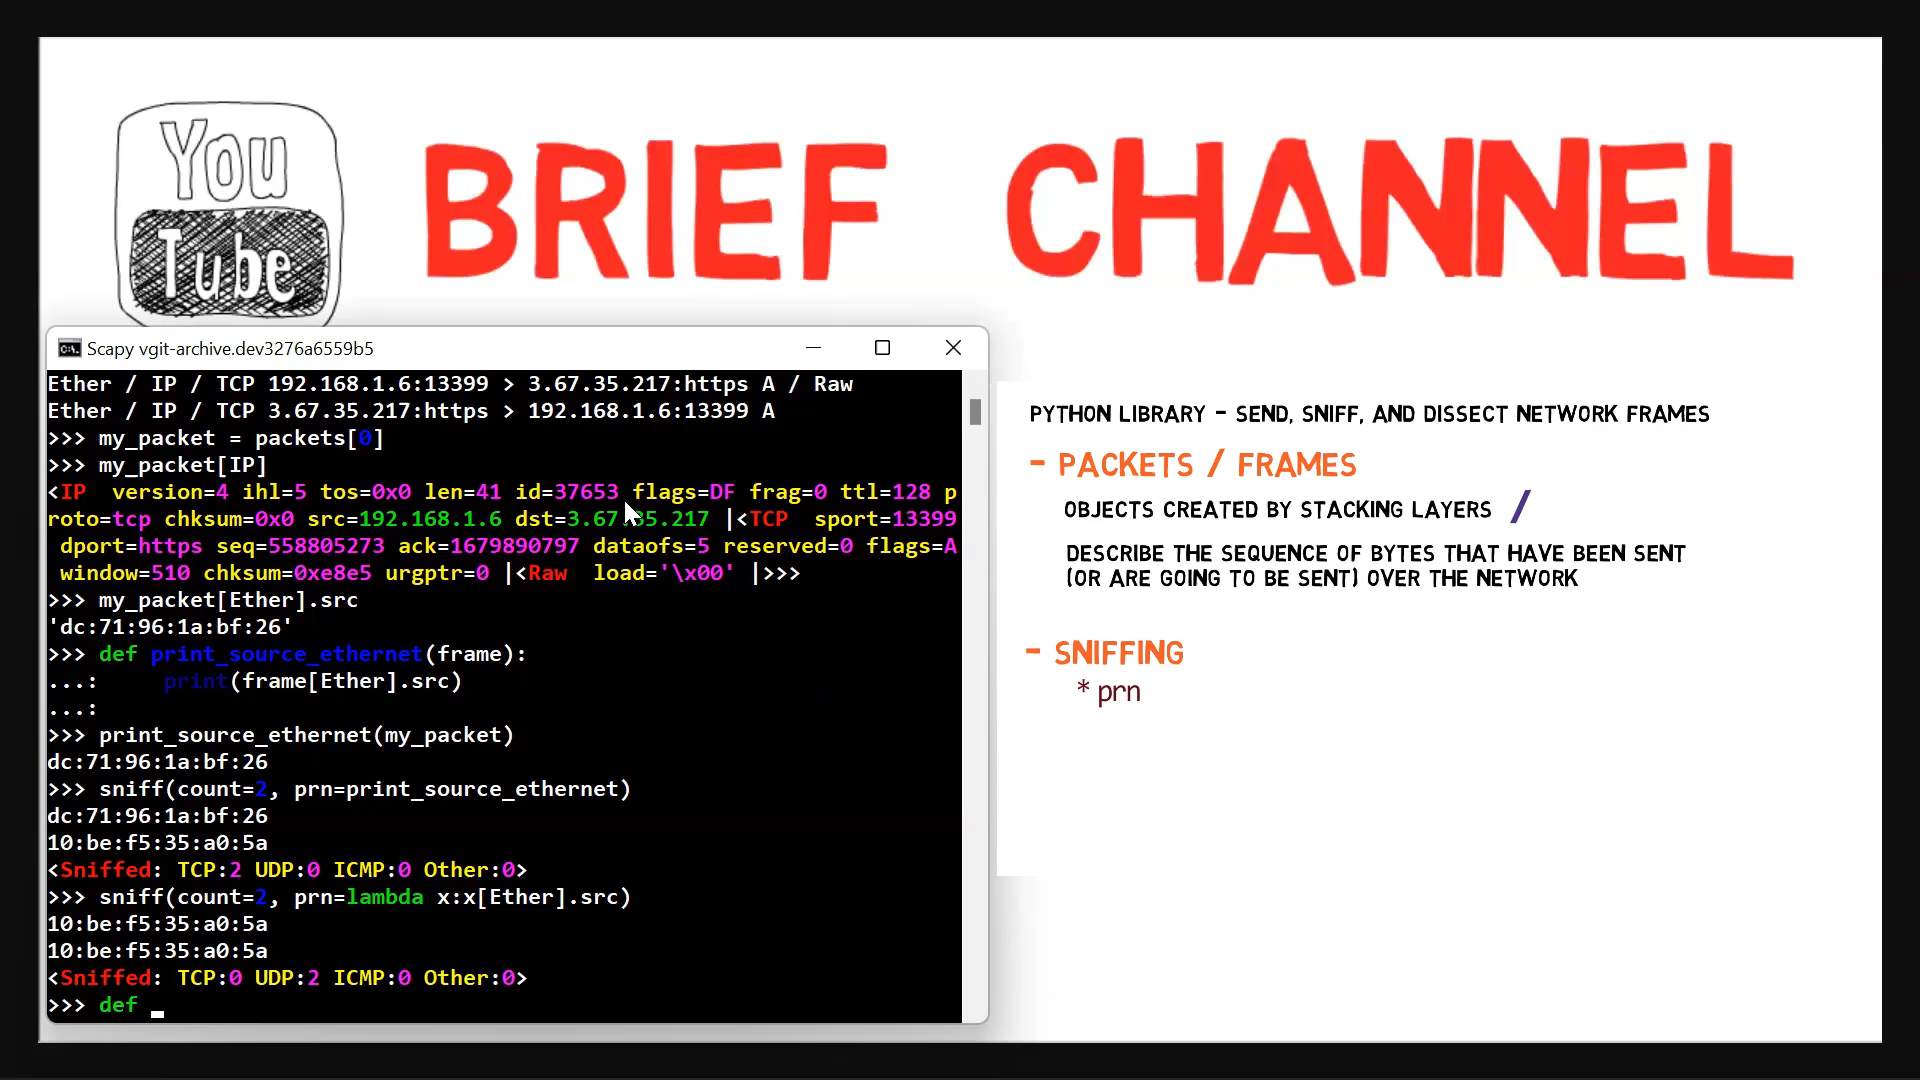 You
Tube
BRIEF CHANNEL
Scapy vgit-archive.dev3276a6559b5
Ether / IP / TCP 192.168.1.6:13399 > 3.67.35.217:https A / Raw
Ether / IP / TCP 3.67.35.217:https > 192.168.1.6:13399 A
>>> my_packet = packets[0]
>>> my_packet[IP]
<IP  version=4 ihl=5 tos=0x0 len=41 id=37653 flags=DF frag=0 ttl=128 p
roto=tcp chksum=0x0 src=192.168.1.6 dst=3.67.35.217 |<TCP  sport=13399
 dport=https seq=558805273 ack=1679890797 dataofs=5 reserved=0 flags=A
 window=510 chksum=0xe8e5 urgptr=0 |<Raw  load='\x00' |>>>
>>> my_packet[Ether].src
'dc:71:96:1a:bf:26'
>>> def print_source_ethernet(frame):
...:     print(frame[Ether].src)
...:
>>> print_source_ethernet(my_packet)
dc:71:96:1a:bf:26
>>> sniff(count=2, prn=print_source_ethernet)
dc:71:96:1a:bf:26
10:be:f5:35:a0:5a
<Sniffed: TCP:2 UDP:0 ICMP:0 Other:0>
>>> sniff(count=2, prn=lambda x:x[Ether].src)
10:be:f5:35:a0:5a
10:be:f5:35:a0:5a
<Sniffed: TCP:0 UDP:2 ICMP:0 Other:0>
>>> def
PYTHON LIBRARY - SEND, SNIFF, AND DISSECT NETWORK FRAMES
- PACKETS / FRAMES
OBJECTS CREATED BY STACKING LAYERS /
DESCRIBE THE SEQUENCE OF BYTES THAT HAVE BEEN SENT
(OR ARE GOING TO BE SENT) OVER THE NETWORK
- SNIFFING
* prn